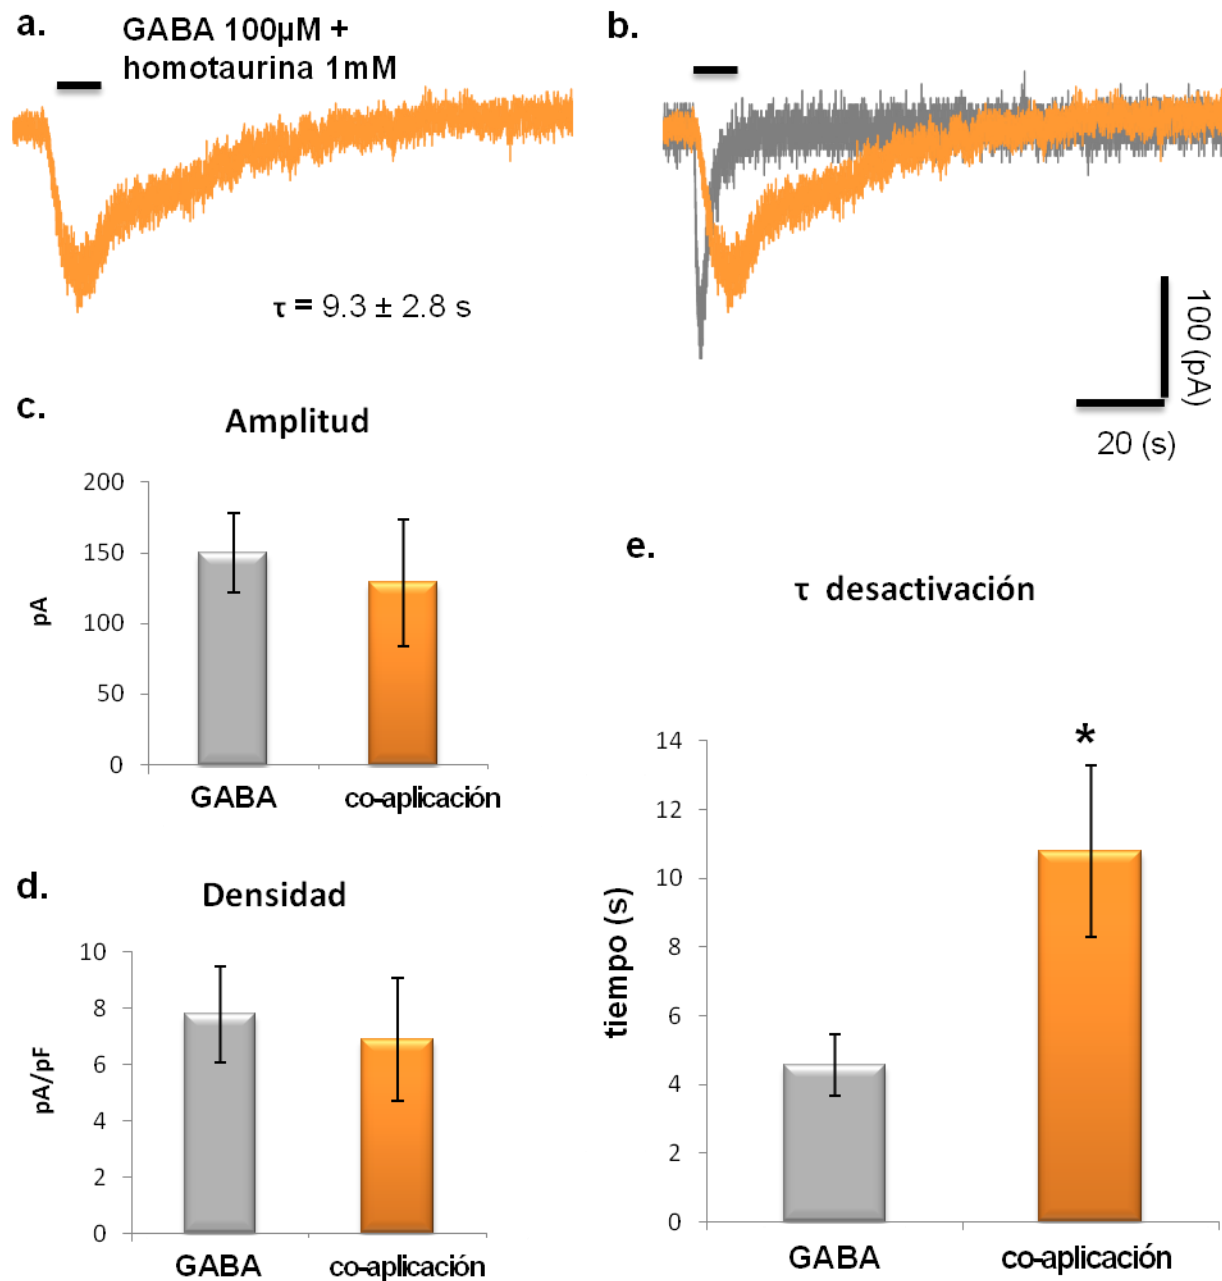 a.
GABA 100µM +
homotaurina 1mM
τ = 9.3 ± 2.8 s
b.
100 (pA)
20 (s)
c.
Amplitud
200
150
100
50
0
pA
GABA
co-aplicación
d.
Densidad
10
8
6
4
2
0
pA/pF
GABA
co-aplicación
e.
τ desactivación
*
14
12
10
8
6
4
2
0
tiempo (s)
GABA
co-aplicación